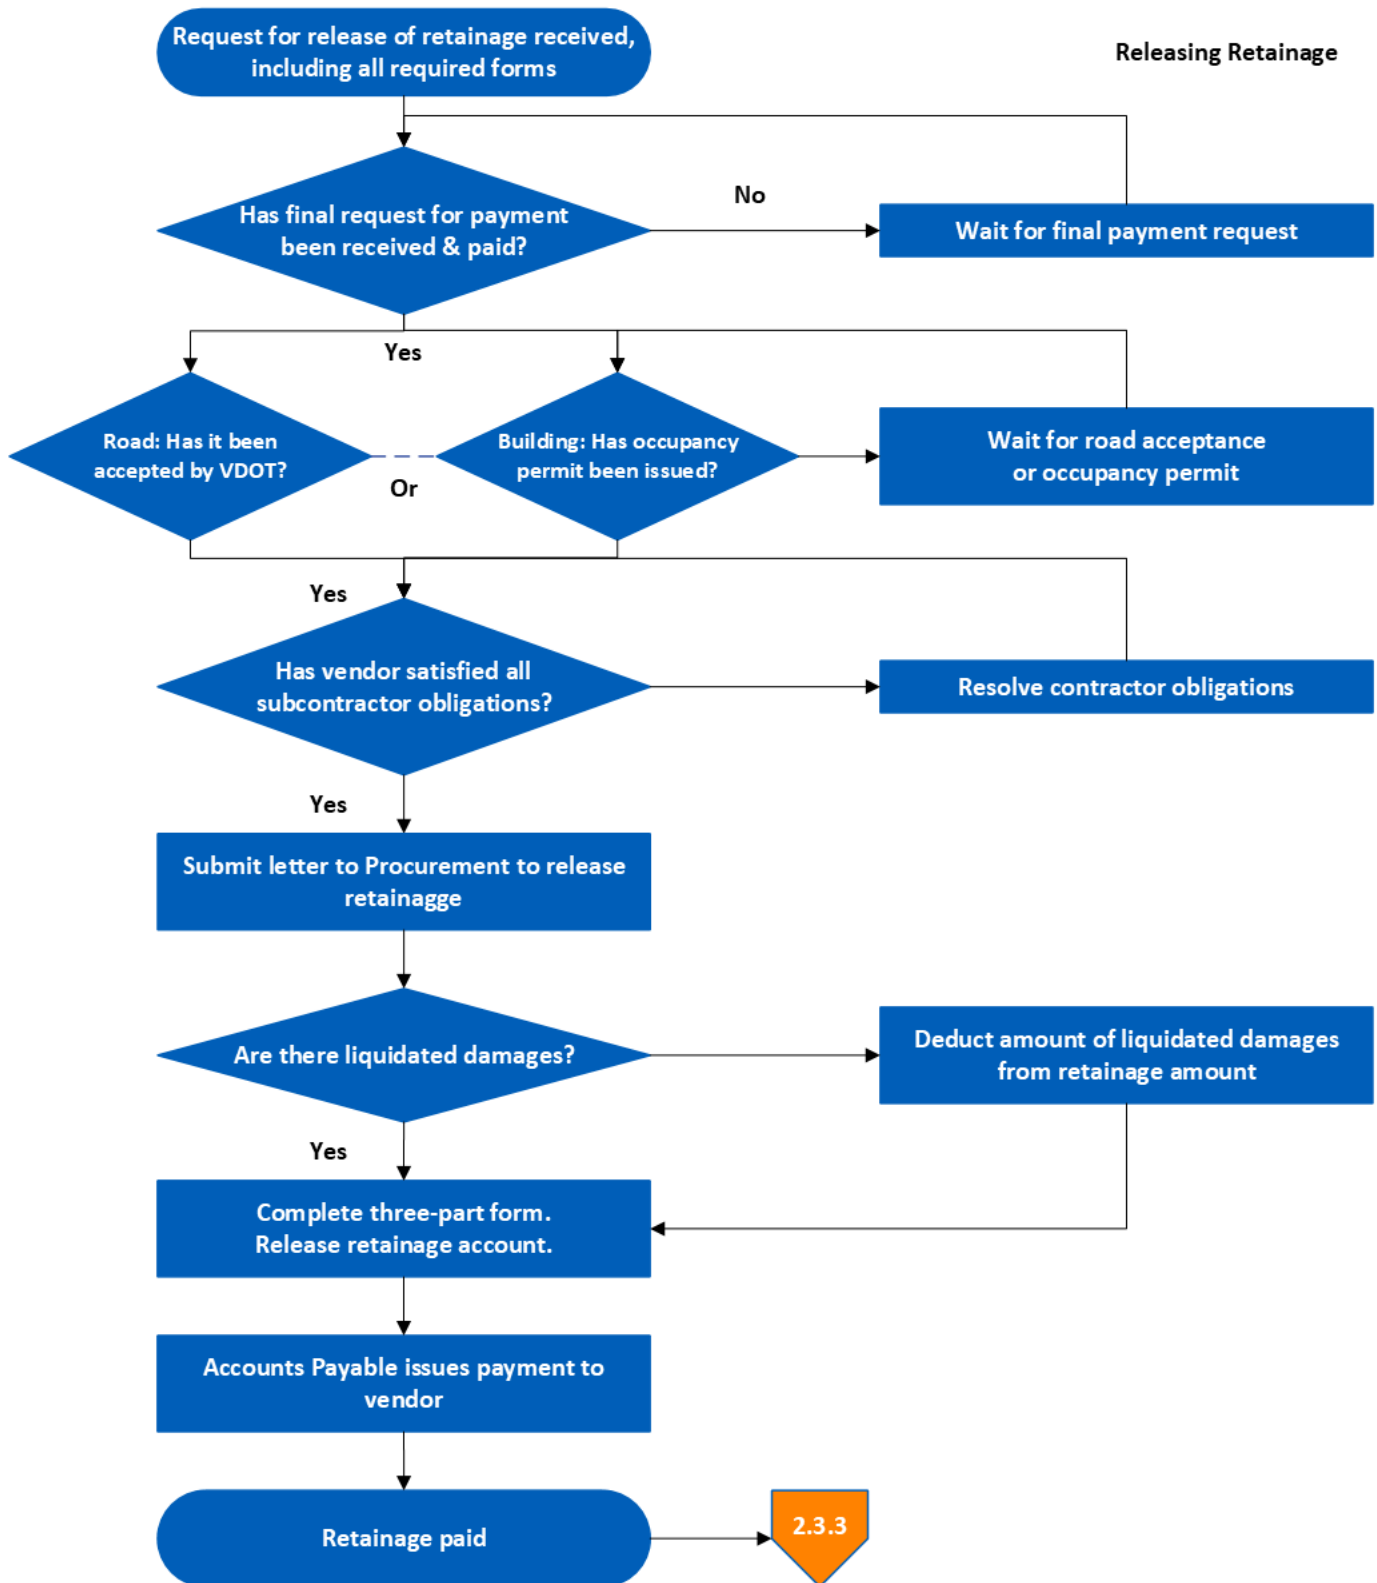 Request for release of retainage received,
including all required forms
Releasing Retainage
Has final request for payment
been received & paid?
No
Wait for final payment request
Yes
Road: Has it been
accepted by VDOT?
Or
Building: Has occupancy
permit been issued?
Wait for road acceptance
or occupancy permit
Yes
Has vendor satisfied all
subcontractor obligations?
Resolve contractor obligations
Yes
Submit letter to Procurement to release
retainagge
Are there liquidated damages?
Deduct amount of liquidated damages
from retainage amount
Yes
Complete three-part form.
Release retainage account.
Accounts Payable issues payment to
vendor
Retainage paid
2.3.3